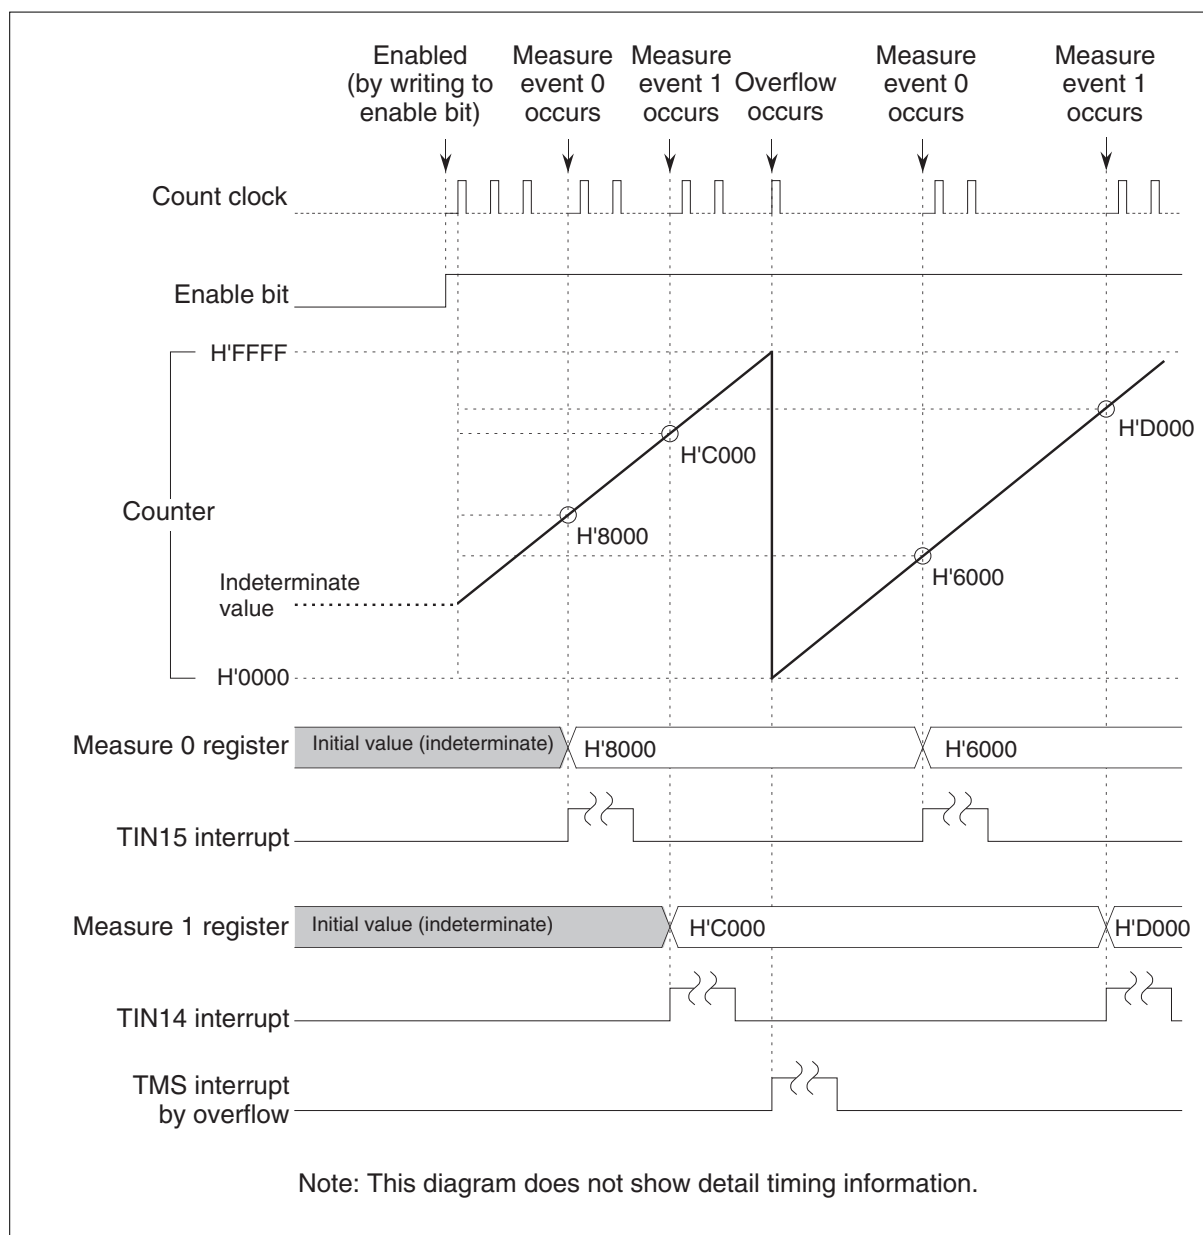 Enabled
(by writing to
enable bit)
Measure
event 0
occurs
Measure
event 1
occurs
Overflow
occurs
Measure
event 0
occurs
Measure
event 1
occurs
Count clock
Enable bit
H'FFFF
H'D000
H'C000
Counter
H'8000
H'6000
Indeterminate
value
H'0000
Measure 0 register
Initial value (indeterminate)
H'8000
H'6000
TIN15 interrupt
Measure 1 register
Initial value (indeterminate)
H'C000
H'D000
TIN14 interrupt
TMS interrupt
by overflow
Note: This diagram does not show detail timing information.